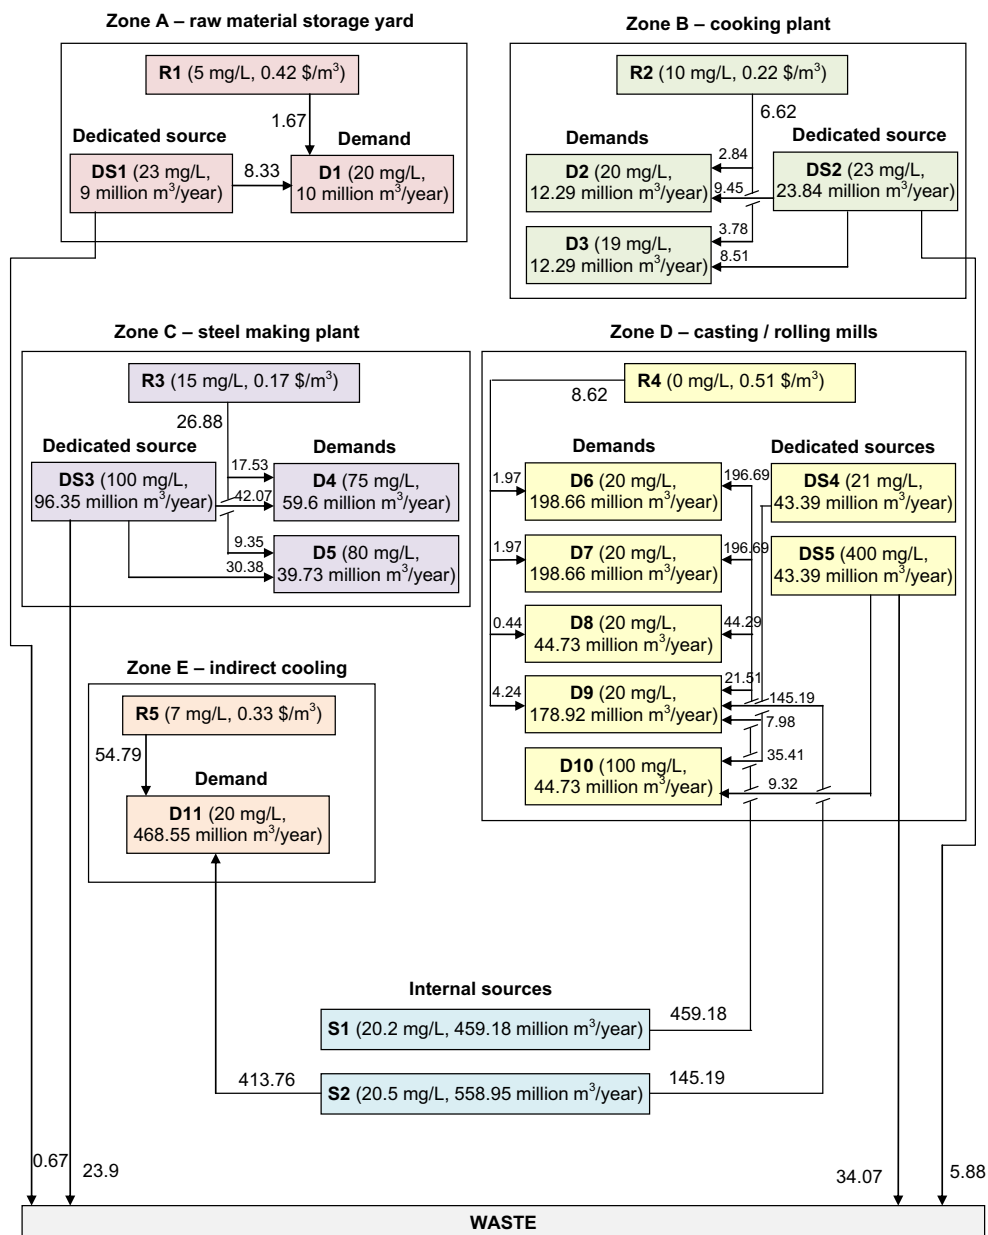 Zone A – raw material storage yard
R1 (5 mg/L, 0.42 $/m³)
1.67
Dedicated source
Demand
DS1 (23 mg/L,
9 million m³/year)
8.33
D1 (20 mg/L,
10 million m³/year)
Zone B – cooking plant
R2 (10 mg/L, 0.22 $/m³)
6.62
Demands
Dedicated source
2.84
D2 (20 mg/L,
12.29 million m³/year)
9.45
DS2 (23 mg/L,
23.84 million m³/year)
3.78
D3 (19 mg/L,
12.29 million m³/year)
8.51
Zone C – steel making plant
R3 (15 mg/L, 0.17 $/m³)
26.88
Dedicated source
Demands
DS3 (100 mg/L,
96.35 million m³/year)
17.53
42.07
D4 (75 mg/L,
59.6 million m³/year)
9.35
30.38
D5 (80 mg/L,
39.73 million m³/year)
Zone D – casting / rolling mills
R4 (0 mg/L, 0.51 $/m³)
8.62
Demands
Dedicated sources
1.97
D6 (20 mg/L,
198.66 million m³/year)
196.69
DS4 (21 mg/L,
43.39 million m³/year)
1.97
D7 (20 mg/L,
198.66 million m³/year)
196.69
DS5 (400 mg/L,
43.39 million m³/year)
0.44
D8 (20 mg/L,
44.73 million m³/year)
44.29
4.24
D9 (20 mg/L,
178.92 million m³/year)
21.51
145.19
7.98
D10 (100 mg/L,
44.73 million m³/year)
35.41
9.32
Zone E – indirect cooling
R5 (7 mg/L, 0.33 $/m³)
54.79
Demand
D11 (20 mg/L,
468.55 million m³/year)
Internal sources
S1 (20.2 mg/L, 459.18 million m³/year)
459.18
413.76
S2 (20.5 mg/L, 558.95 million m³/year)
145.19
0.67
23.9
34.07
5.88
WASTE